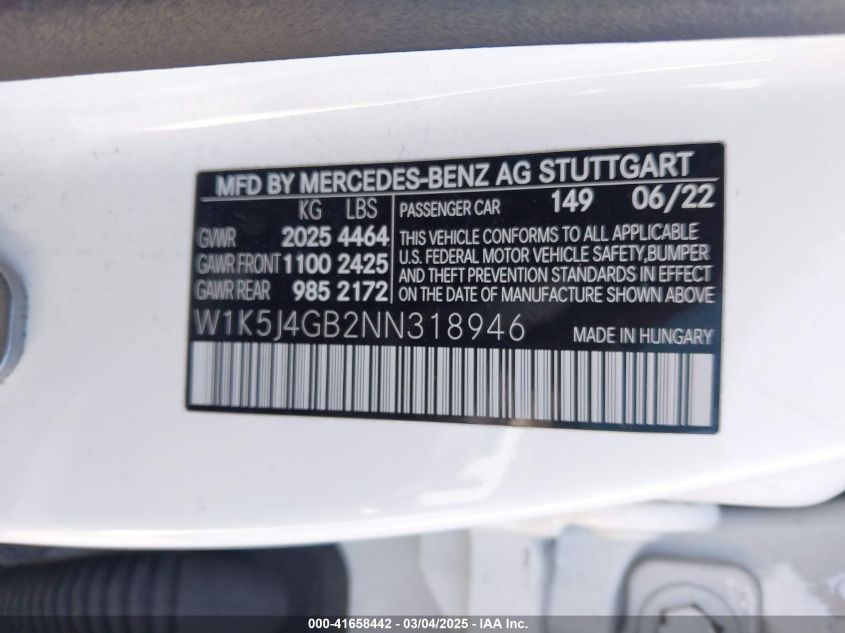 MFD BY MERCEDES-BENZ AG STUTTGART
KG LBS
GVWR 2025 4464
GAWR FRONT 1100 2425
GAWR REAR 985 2172
PASSENGER CAR 149 06/22
THIS VEHICLE CONFORMS TO ALL APPLICABLE
U.S. FEDERAL MOTOR VEHICLE SAFETY,BUMPER
AND THEFT PREVENTION STANDARDS IN EFFECT
ON DATE OF MANUFACTURE SHOWN ABOVE
W1K5J4GB2NN318946 MADE IN HUNGARY
000-41658442 - 03/04/2025 - IAA Inc.